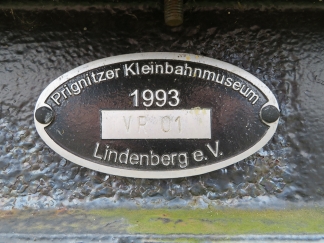 Prignitzer Kleinbahnmuseum
1993
VP 01
Lindenberg e.V.